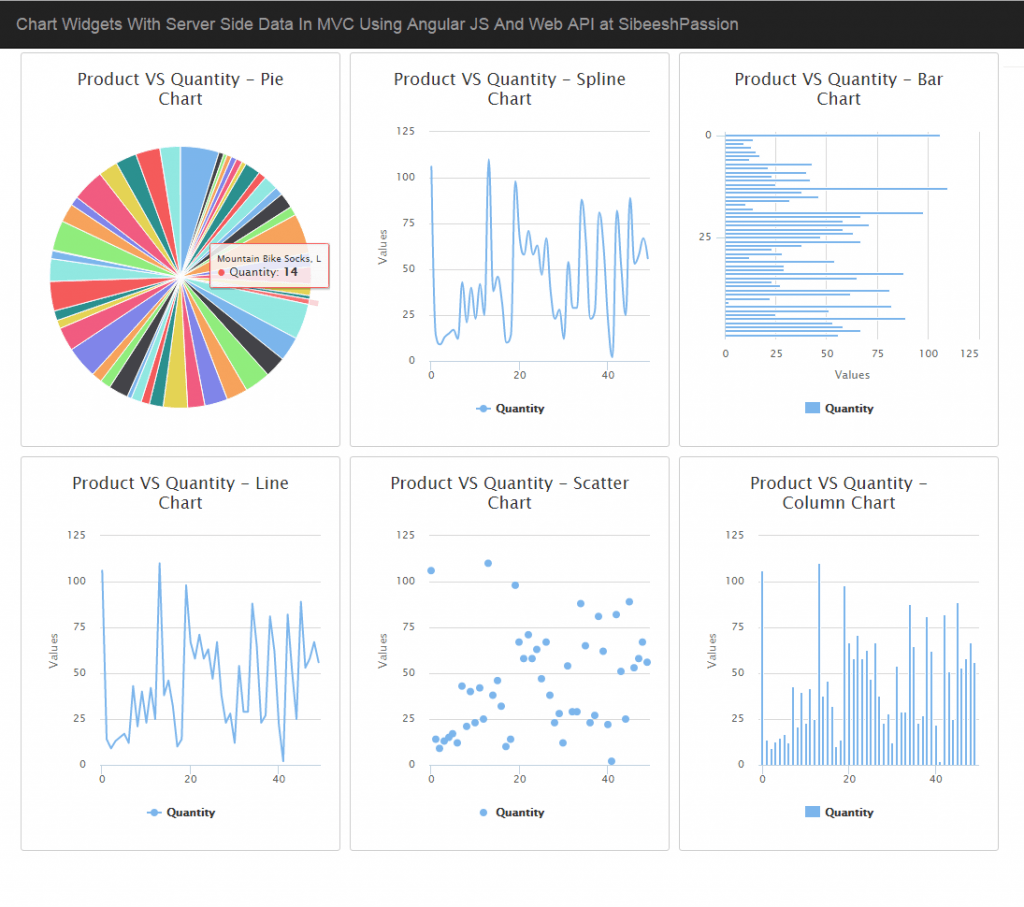 Chart Widgets With Server Side Data In MVC Using Angular JS And Web API at SibeeshPassion
Product VS Quantity – Pie
Chart
Mountain Bike Socks, L
Quantity: 14
Product VS Quantity – Spline
Chart
Values
125
100
75
50
25
0
0 20 40
Quantity
Product VS Quantity – Bar
Chart
0
25
0 25 50 75 100 125
Values
Quantity
Product VS Quantity – Line
Chart
Values
125
100
75
50
25
0
0 20 40
Quantity
Product VS Quantity – Scatter
Chart
Values
125
100
75
50
25
0
0 20 40
Quantity
Product VS Quantity –
Column Chart
Values
125
100
75
50
25
0
0 20 40
Quantity